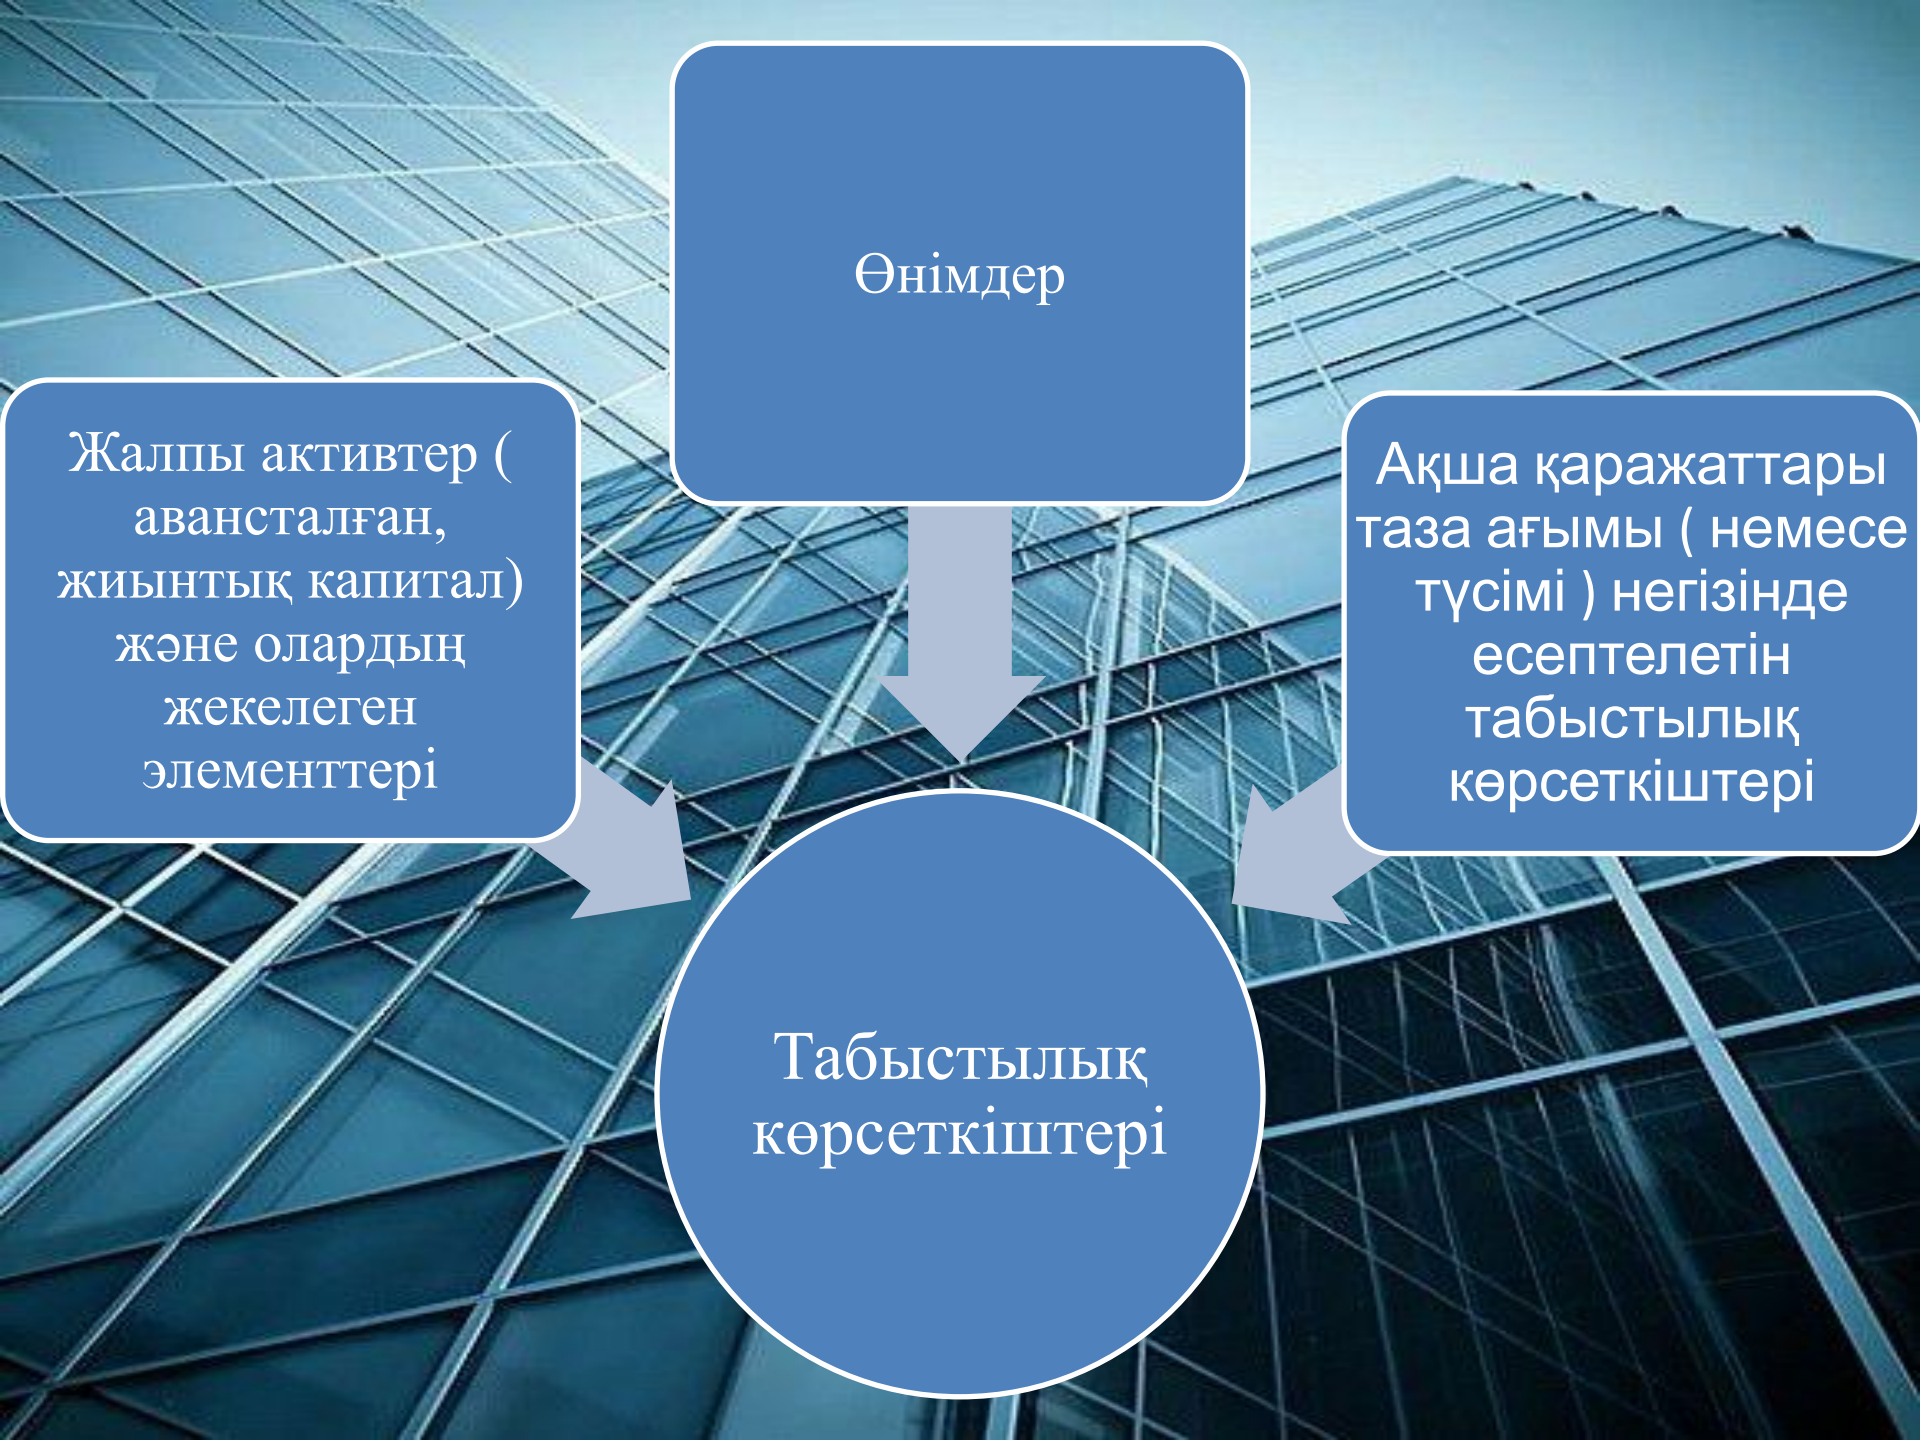 Өнімдер
Жалпы активтер (
авансталған,
жиынтық капитал)
және олардың
жекелеген
элементтері
Ақша қаражаттары
таза ағымы ( немесе
түсімі ) негізінде
есептелетін
табыстылық
көрсеткіштері
Табыстылық
көрсеткіштері